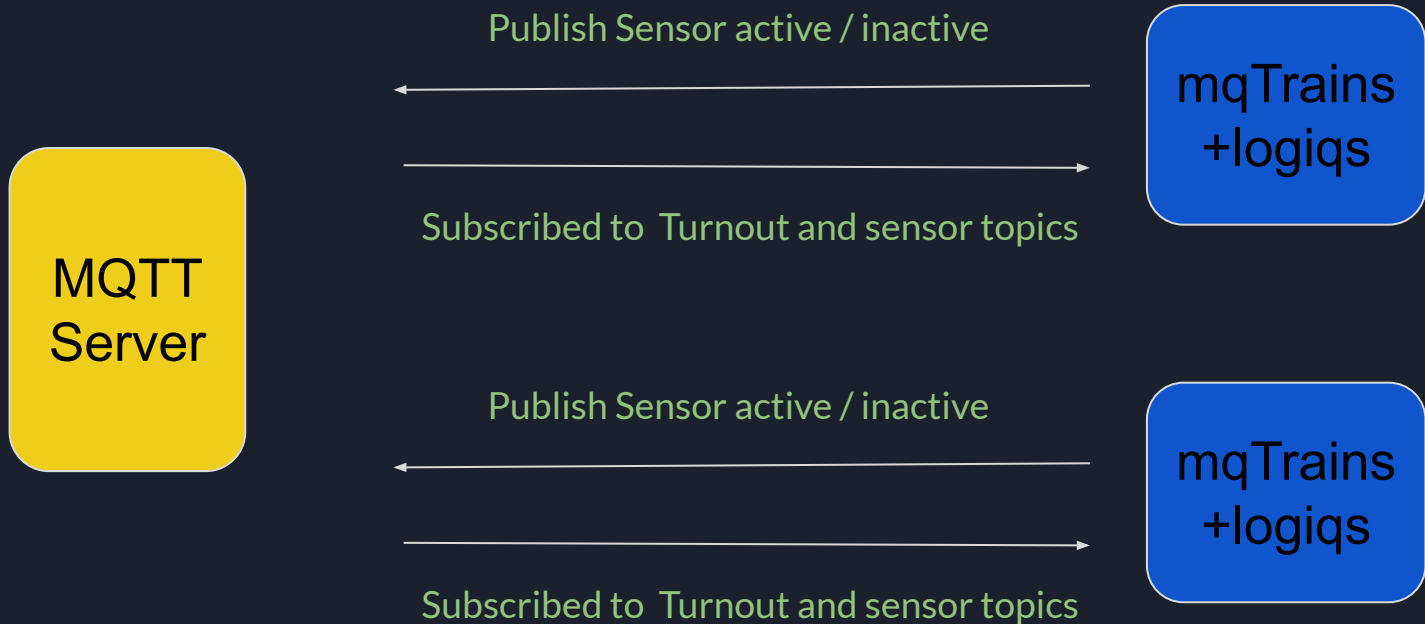 Publish Sensor active / inactive
mqTrains
+logiqs
Subscribed to  Turnout and sensor topics
MQTT
Server
Publish Sensor active / inactive
mqTrains
+logiqs
Subscribed to  Turnout and sensor topics